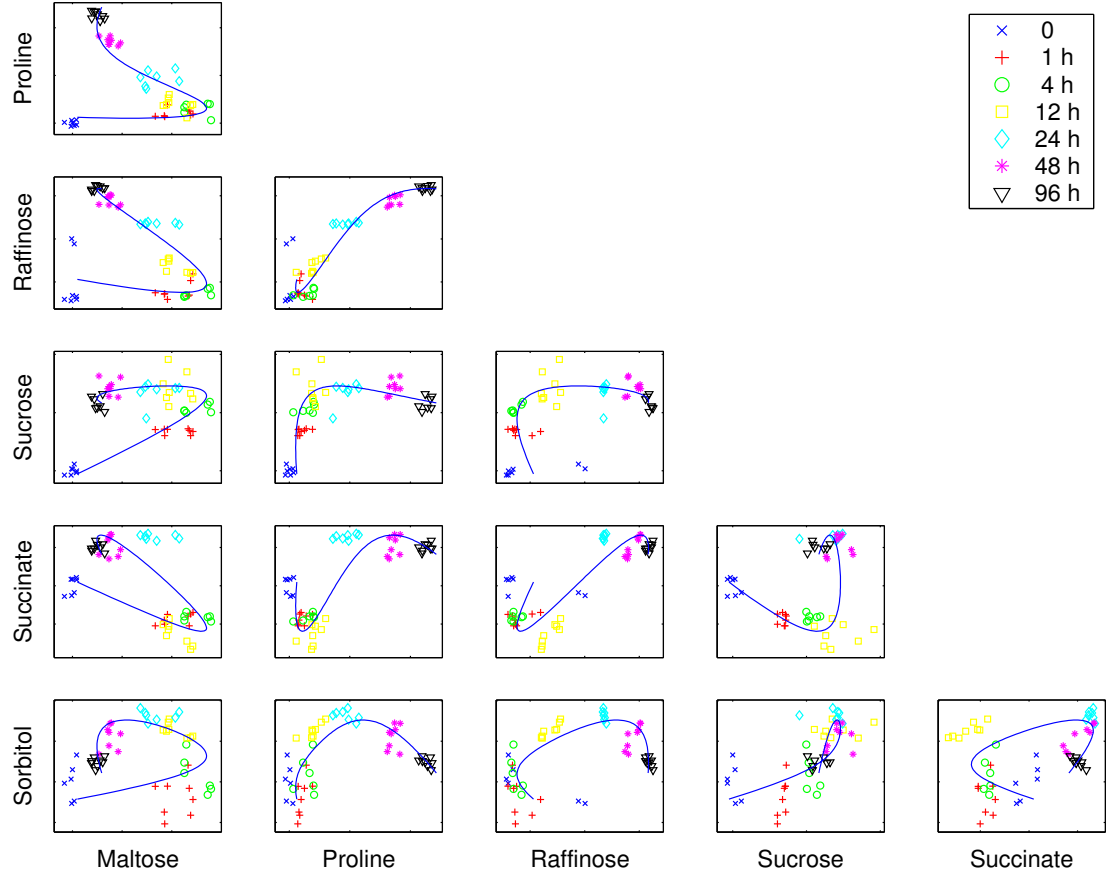 Proline
0
1 h
4 h
12 h
24 h
48 h
96 h
Raffinose
Sucrose
Succinate
Sorbitol
Maltose
Proline
Raffinose
Sucrose
Succinate